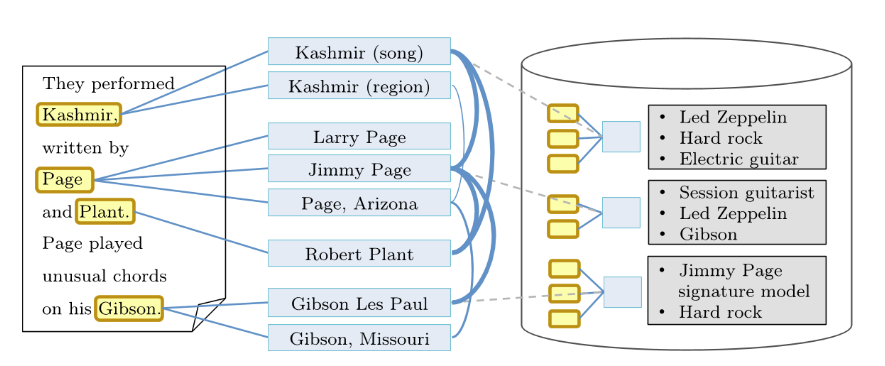 They performed
Kashmir,
written by
Page
and Plant.
Page played
unusual chords
on his Gibson.
Kashmir (song)
Kashmir (region)
Larry Page
Jimmy Page
Page, Arizona
Robert Plant
Gibson Les Paul
Gibson, Missouri
• Led Zeppelin
• Hard rock
• Electric guitar
• Session guitarist
• Led Zeppelin
• Gibson
• Jimmy Page
signature model
• Hard rock